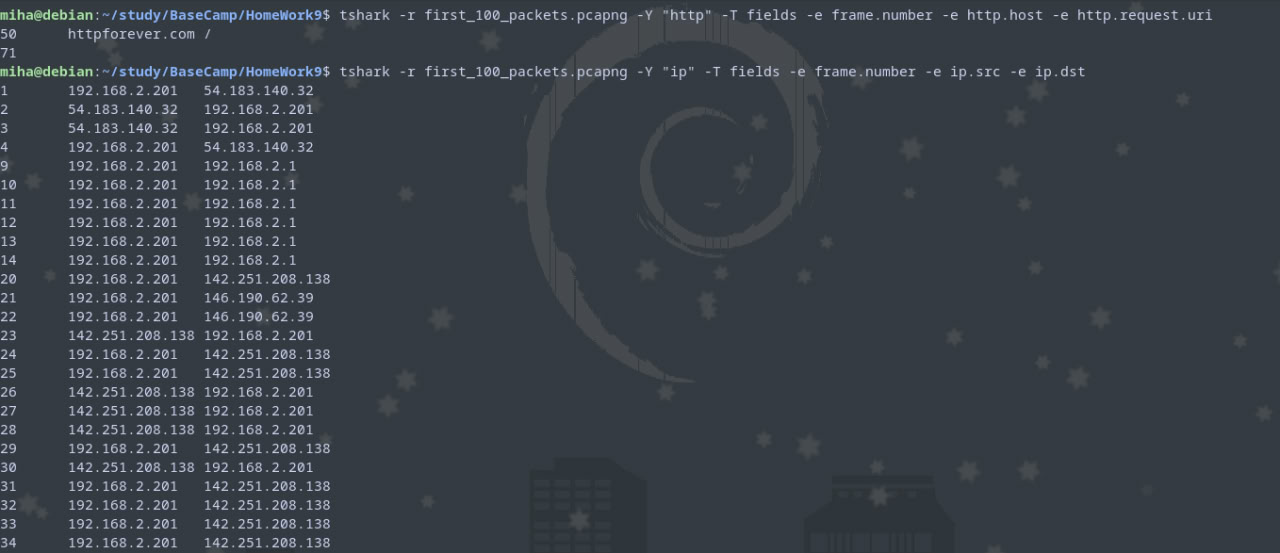 miha@debian:~/study/BaseCamp/HomeWork9$ tshark -r first_100_packets.pcapng -Y "http" -T fields -e frame.number -e http.host -e http.request.uri
50 httpforever.com /
71
miha@debian:~/study/BaseCamp/HomeWork9$ tshark -r first_100_packets.pcapng -Y "ip" -T fields -e frame.number -e ip.src -e ip.dst
1 192.168.2.201 54.183.140.32
2 54.183.140.32 192.168.2.201
3 54.183.140.32 192.168.2.201
4 192.168.2.201 54.183.140.32
9 192.168.2.201 192.168.2.1
10 192.168.2.201 192.168.2.1
11 192.168.2.201 192.168.2.1
12 192.168.2.201 192.168.2.1
13 192.168.2.201 192.168.2.1
14 192.168.2.201 192.168.2.1
20 192.168.2.201 142.251.208.138
21 192.168.2.201 146.190.62.39
22 192.168.2.201 146.190.62.39
23 142.251.208.138 192.168.2.201
24 192.168.2.201 142.251.208.138
25 192.168.2.201 142.251.208.138
26 142.251.208.138 192.168.2.201
27 142.251.208.138 192.168.2.201
28 142.251.208.138 192.168.2.201
29 192.168.2.201 142.251.208.138
30 142.251.208.138 192.168.2.201
31 192.168.2.201 142.251.208.138
32 192.168.2.201 142.251.208.138
33 192.168.2.201 142.251.208.138
34 192.168.2.201 142.251.208.138